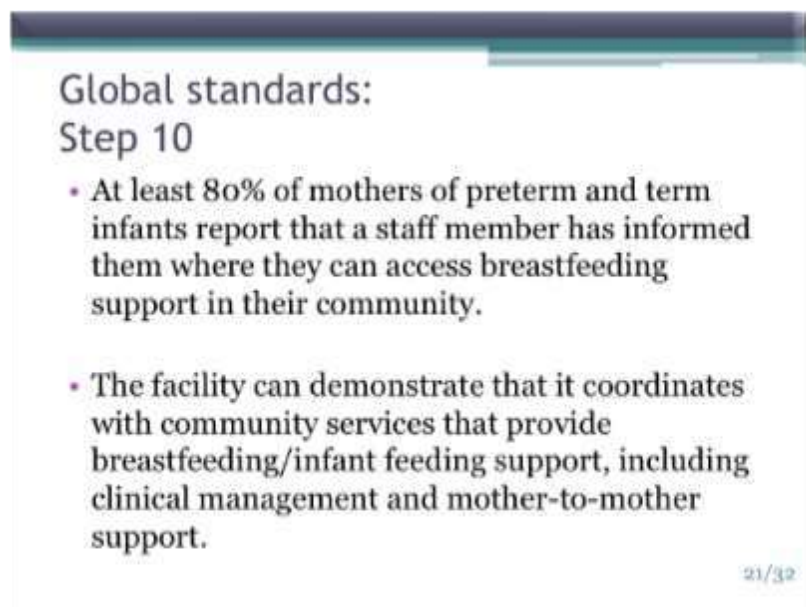 Global standards:
Step 10
• At least 80% of mothers of preterm and term
infants report that a staff member has informed
them where they can access breastfeeding
support in their community.
• The facility can demonstrate that it coordinates
with community services that provide
breastfeeding/infant feeding support, including
clinical management and mother-to-mother
support.
21/32